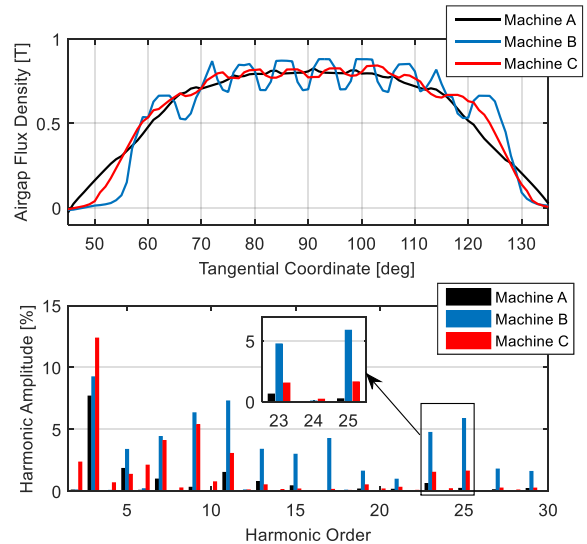 Machine A
Machine B
Machine C
1
0.5
0
Airgap Flux Density [T]
50 60 70 80 90 100 110 120 130
Tangential Coordinate [deg]
Machine A
Machine B
Machine C
15
10
5
0
Harmonic Amplitude [%]
5
0
23 24 25
5 10 15 20 25 30
Harmonic Order